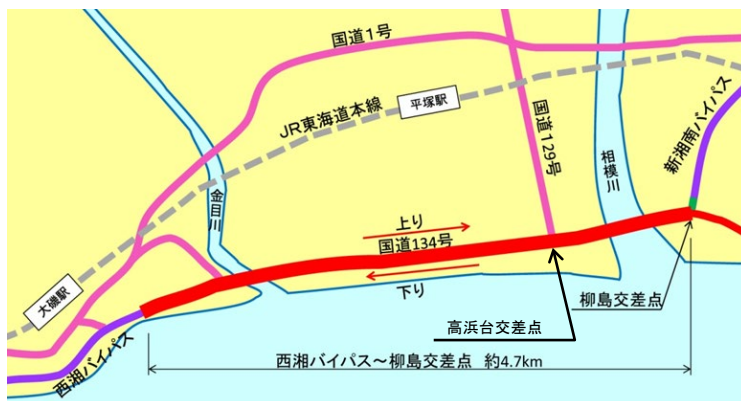 国道1号
JR東海道本線
平塚駅
国道129号
新湘南バイパス
相模川
金目川
上り
国道134号
下り
大磯駅
西湘バイパス
高浜台交差点
柳島交差点
西湘バイパス～柳島交差点 約4.7km